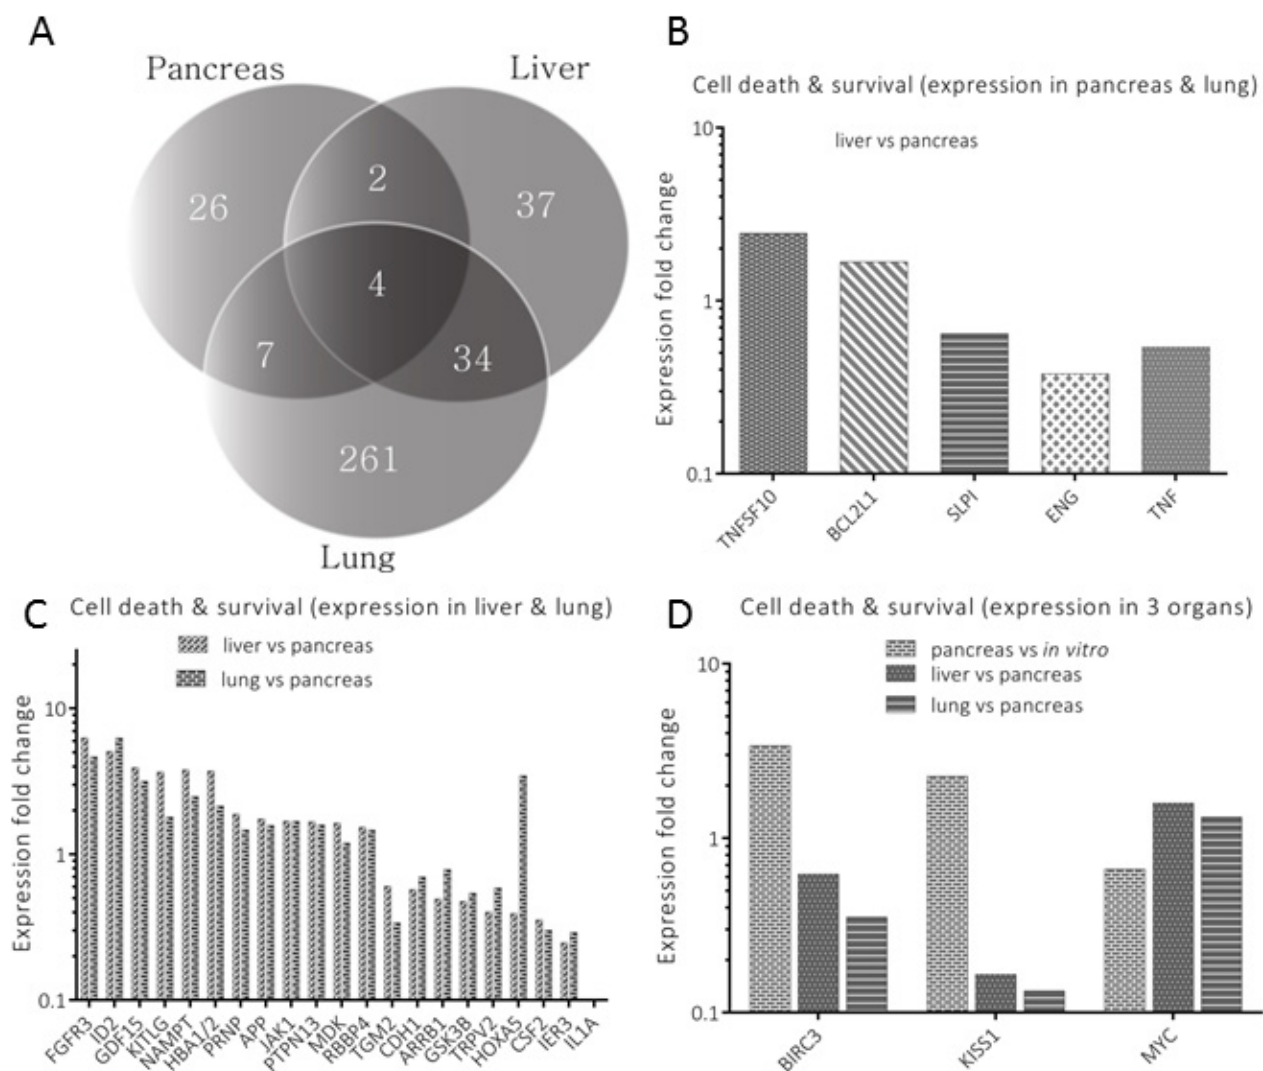 A
Pancreas
Liver
26
2
37
4
7
34
261
Lung
B
Cell death & survival (expression in pancreas & lung)
liver vs pancreas
Expression fold change
10
1
0.1
TNFSF10
BCL2L1
SLPI
ENG
TNF
C
Cell death & survival (expression in liver & lung)
liver vs pancreas
lung vs pancreas
Expression fold change
10
1
0.1
FGFR3
ID2
GDF15
KITLG
NAMPT
HBA1/2
PRNP
APP
JAK1
PTPN13
MDK
RBBP4
TGM2
CDH1
ARRB1
GSK3B
TRPV2
HOXA5
CSF2
IER3
IL1A
D
Cell death & survival (expression in 3 organs)
pancreas vs in vitro
liver vs pancreas
lung vs pancreas
Expression fold change
10
1
0.1
BIRC3
KISS1
MYC